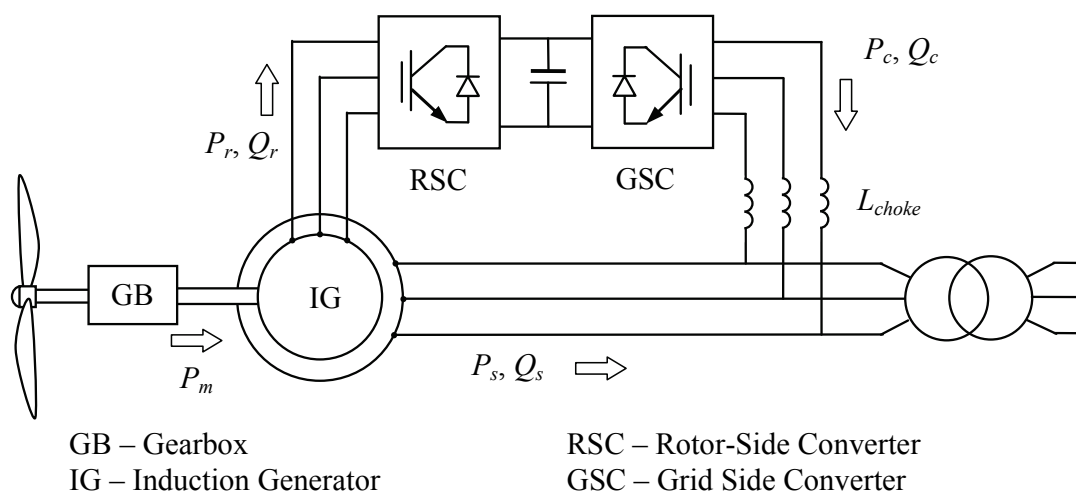 P_c, Q_c
P_r, Q_r
RSC
GSC
L_choke
GB
IG
P_m
P_s, Q_s
GB – Gearbox
RSC – Rotor-Side Converter
IG – Induction Generator
GSC – Grid Side Converter